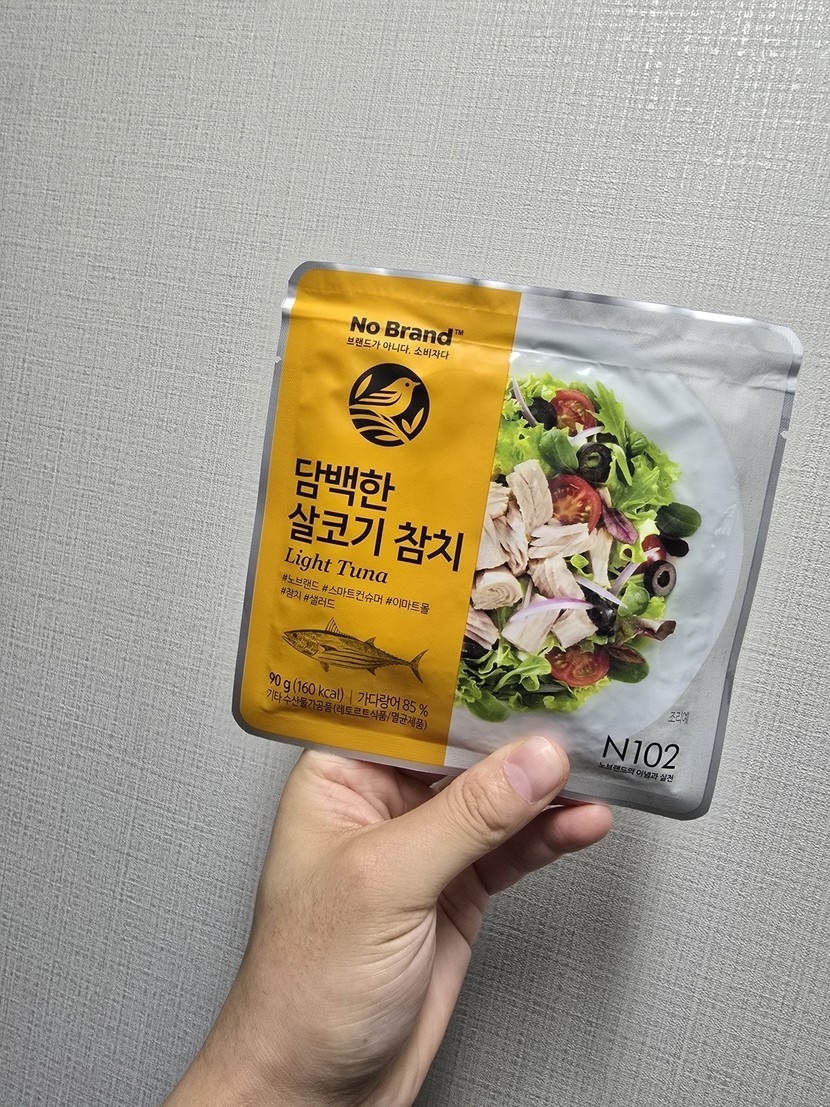 No Brand™
브랜드가 아니다. 소비자다
담백한
살코기 참치
Light Tuna
#노브랜드 #스마트컨슈머 #이마트몰
#참치 #샐러드
90 g (160 kcal) | 가다랑어 85 %
기타 수산물가공품(레토르트식품/멸균제품)
조리예
N102
노브랜드의 이념과 실천